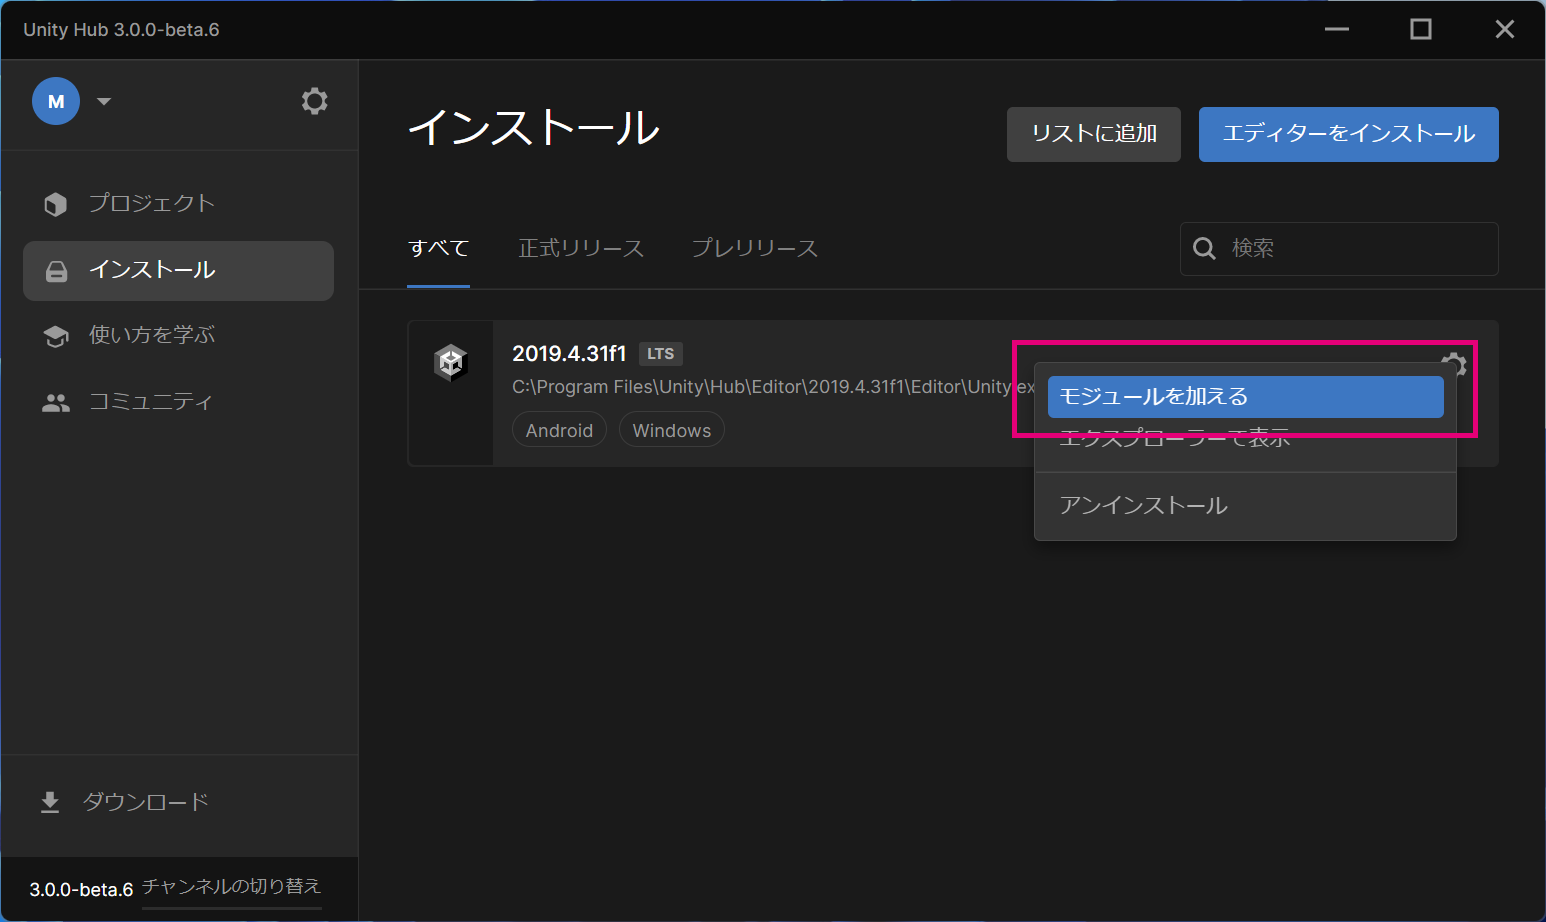 Unity Hub 3.0.0-beta.6
M
プロジェクト
インストール
使い方を学ぶ
コミュニティ
ダウンロード
3.0.0-beta.6 チャンネルの切り替え
インストール
リストに追加
エディターをインストール
すべて
正式リリース
プレリリース
検索
2019.4.31f1 LTS
C:\Program Files\Unity\Hub\Editor\2019.4.31f1\Editor\Unity.ex
Android
Windows
モジュールを加える
エクスプローラーで表示
アンインストール